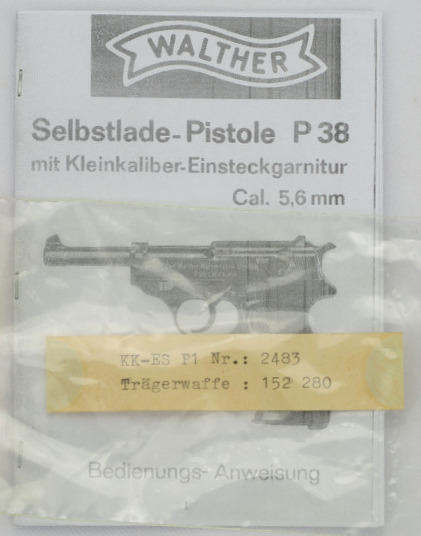 WALTHER
Selbstlade-Pistole P 38
mit Kleinkaliber-Einsteckgarnitur
Cal. 5,6 mm
KK-ES P1 Nr.: 2483
Trägerwaffe : 152 280
Bedienungs-Anweisung